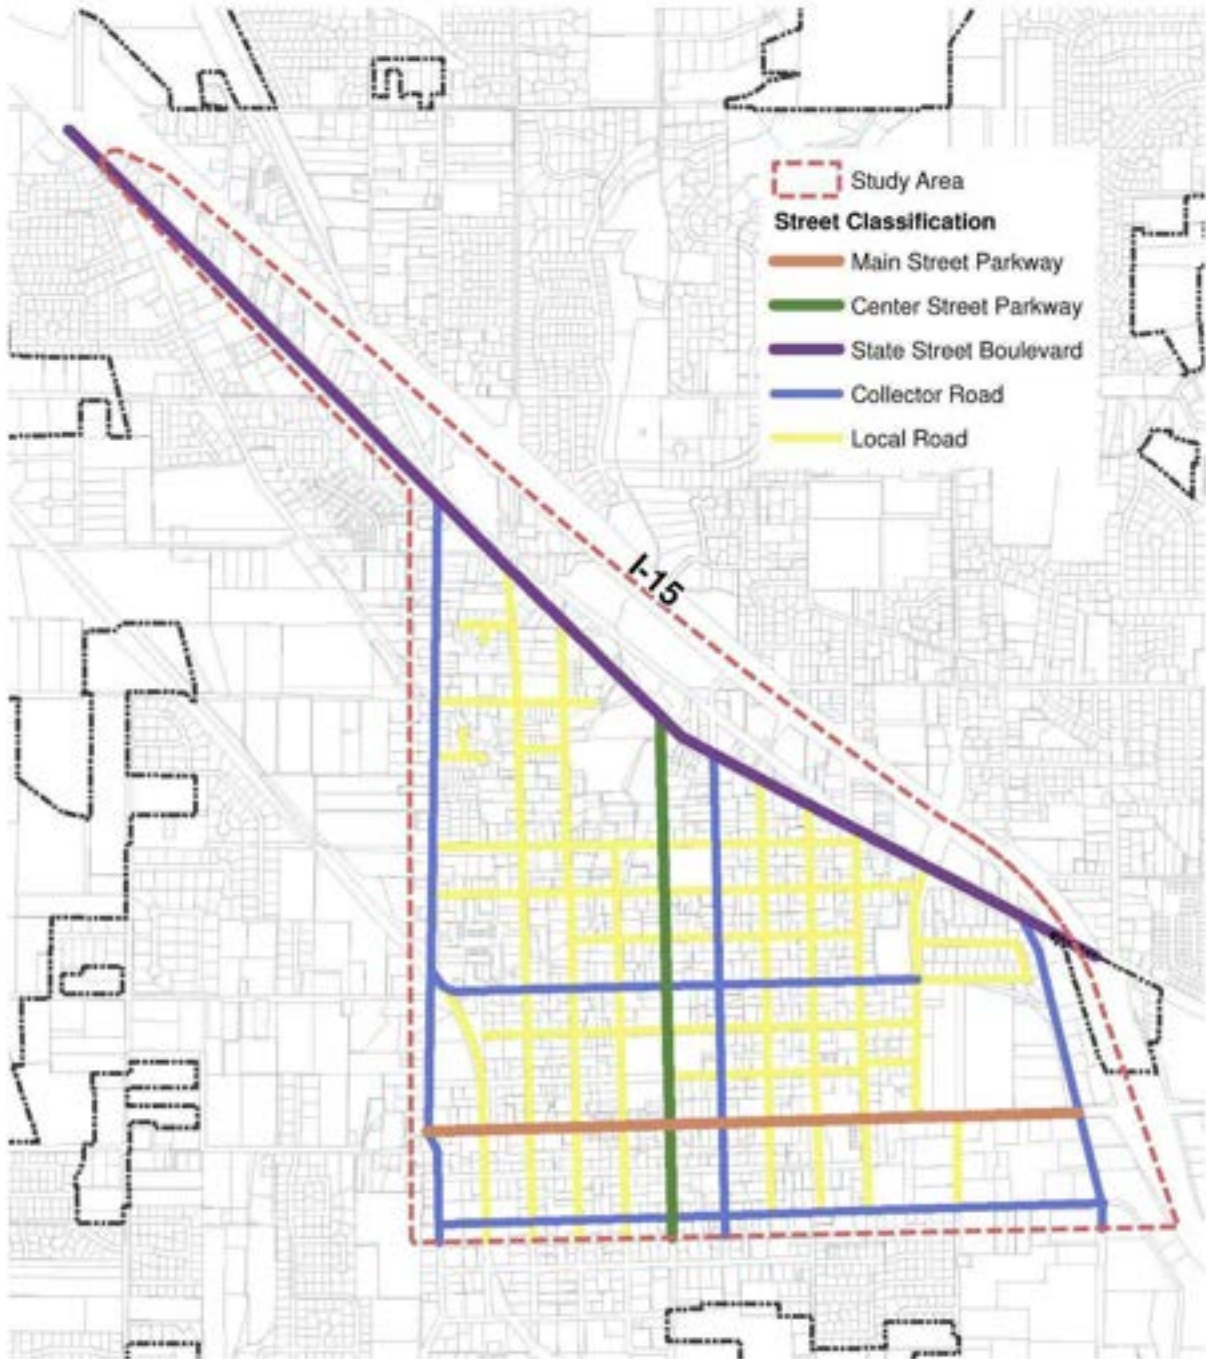 Study Area
Street Classification
Main Street Parkway
Center Street Parkway
State Street Boulevard
Collector Road
Local Road
I-15